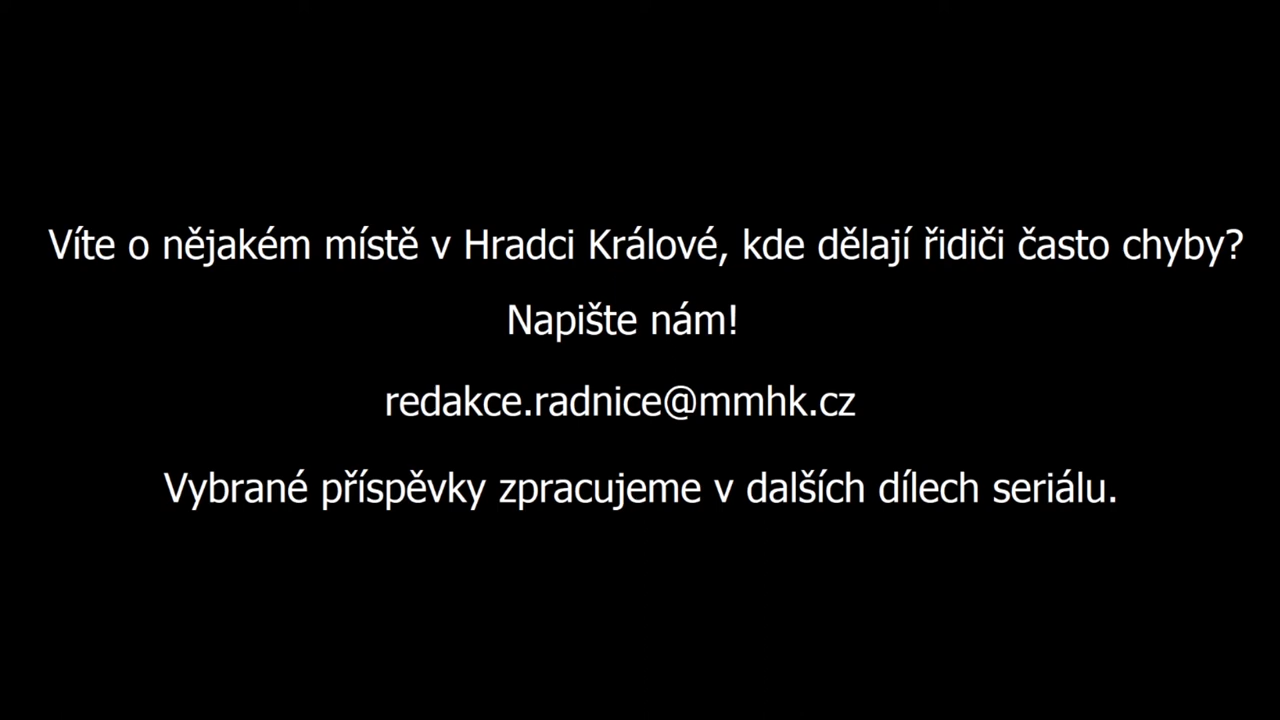 Víte o nějakém místě v Hradci Králové, kde dělají řidiči často chyby?
Napište nám!
redakce.radnice@mmhk.cz
Vybrané příspěvky zpracujeme v dalších dílech seriálu.